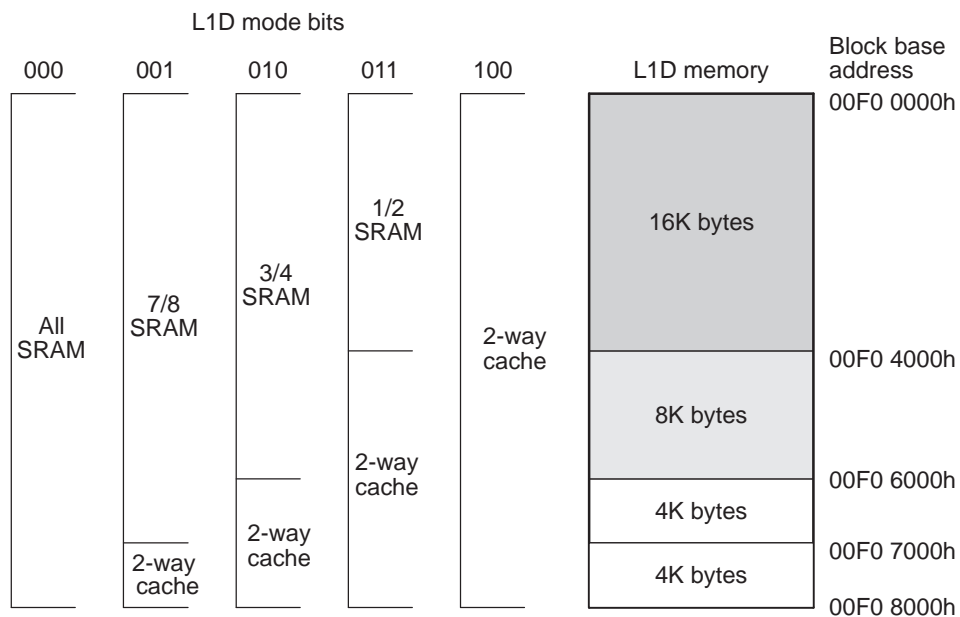 L1D mode bits
000 001 010 011 100 L1D memory Block base address
00F0 0000h
1/2 SRAM
16K bytes
3/4 SRAM
7/8 SRAM
All SRAM
2-way cache
00F0 4000h
8K bytes
2-way cache
00F0 6000h
4K bytes
2-way cache
00F0 7000h
2-way cache
4K bytes
00F0 8000h